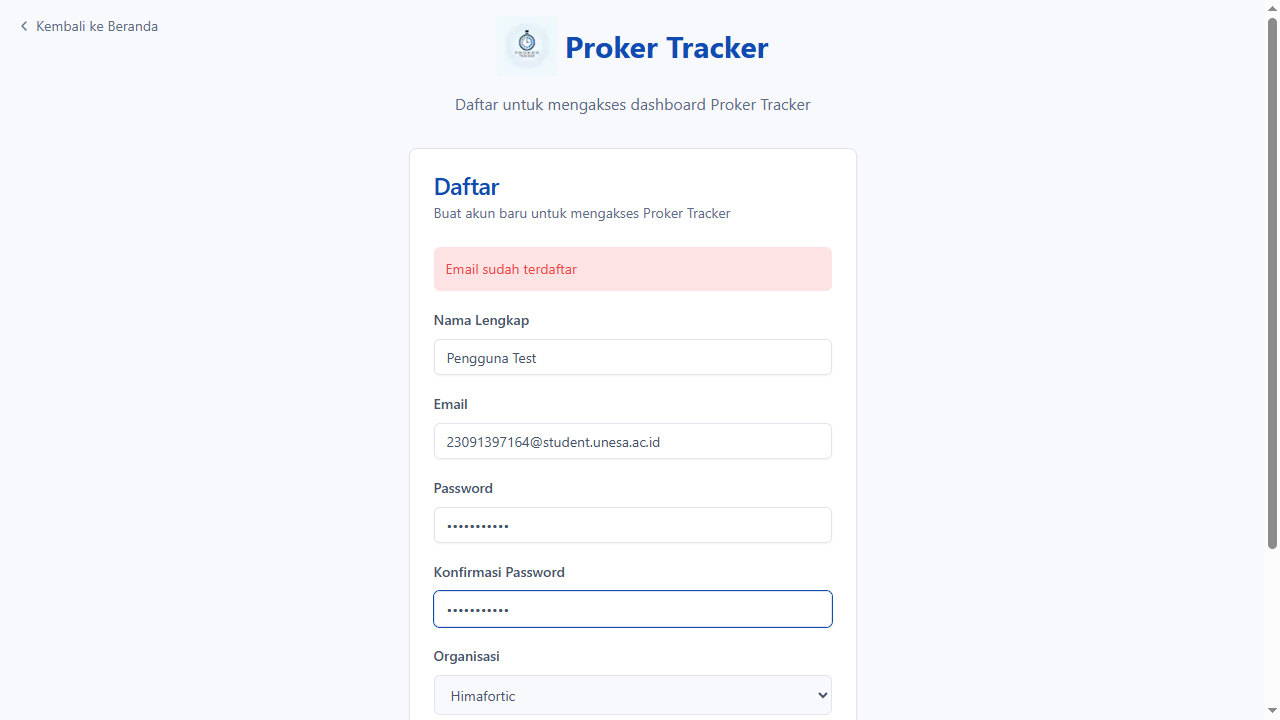 Kembali ke Beranda
Proker Tracker
Daftar untuk mengakses dashboard Proker Tracker
Daftar
Buat akun baru untuk mengakses Proker Tracker
Email sudah terdaftar
Nama Lengkap
Pengguna Test
Email
23091397164@student.unesa.ac.id
Password
•••••••••••
Konfirmasi Password
•••••••••••
Organisasi
Himafortic